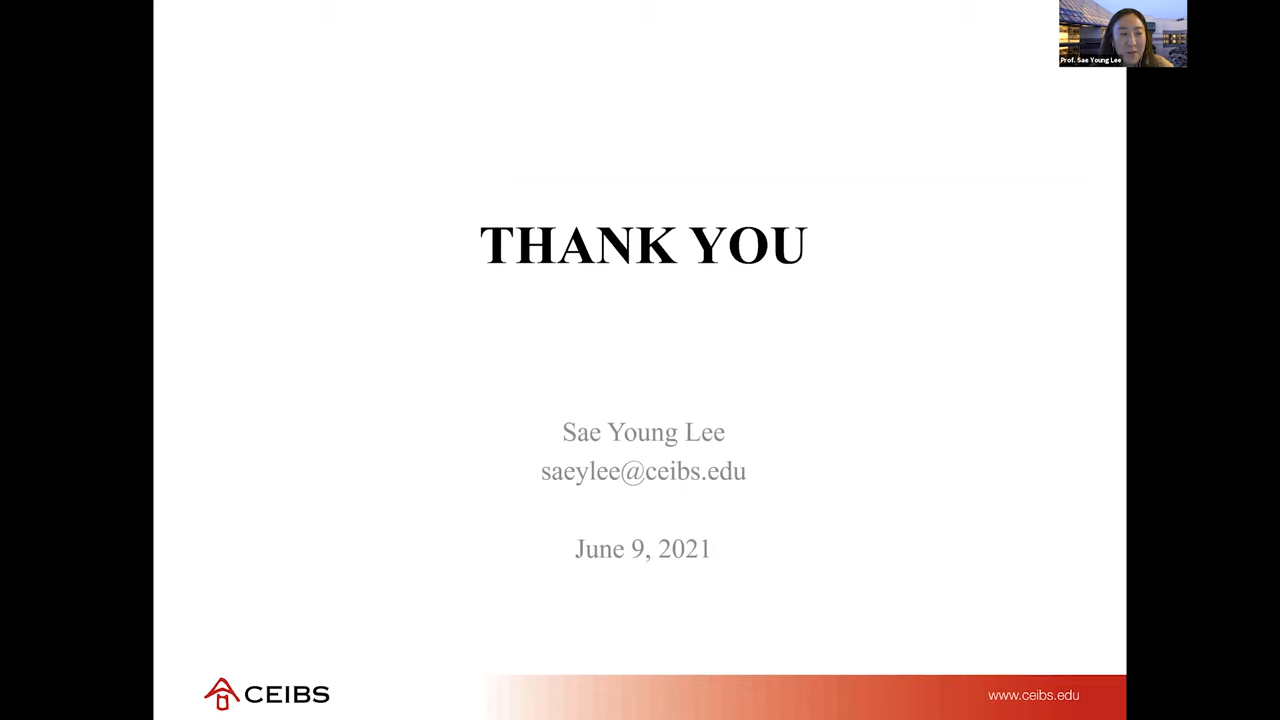 Prof. Sae Young Lee
THANK YOU
Sae Young Lee
saeylee@ceibs.edu
June 9, 2021
CEIBS
www.ceibs.edu